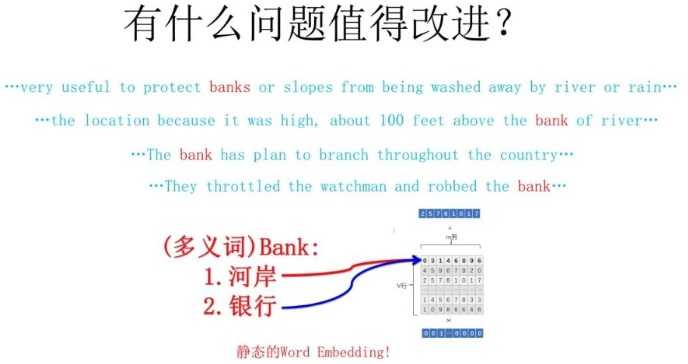 有什么问题值得改进？
…very useful to protect banks or slopes from being washed away by river or rain…
…the location because it was high, about 100 feet above the bank of river…
…The bank has plan to branch throughout the country…
…They throttled the watchman and robbed the bank…
2 5 7 8 1 0 1 7
=
m列
(多义词)Bank:
1.河岸
2.银行
V行
0 3 1 4 6 8 9 6
4 5 9 6 7 9 2 0
2 5 7 8 1 0 1 7
1 4 5 6 7 8 3 3
1 0 9 8 6 6 4 6
×
0 0 1 … 0 0 0 0
静态的Word Embedding!